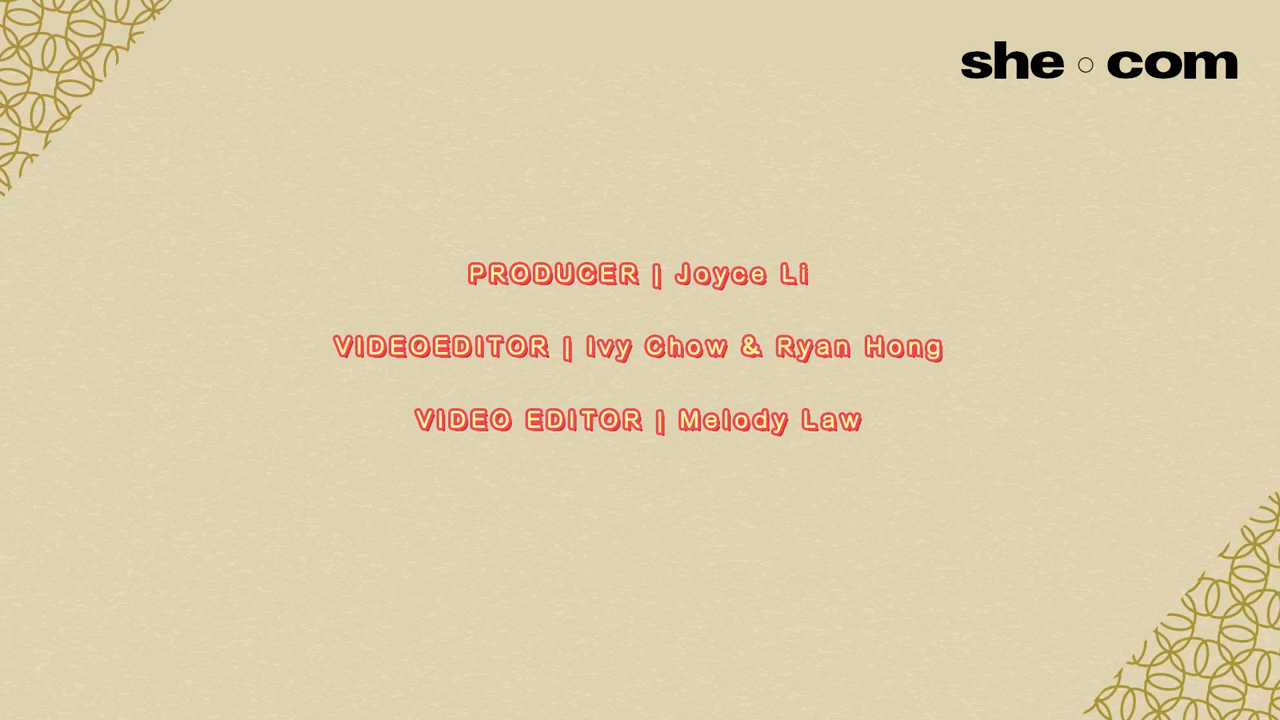 she ○ com
PRODUCER | Joyce Li
VIDEOEDITOR | Ivy Chow & Ryan Hong
VIDEO EDITOR | Melody Law